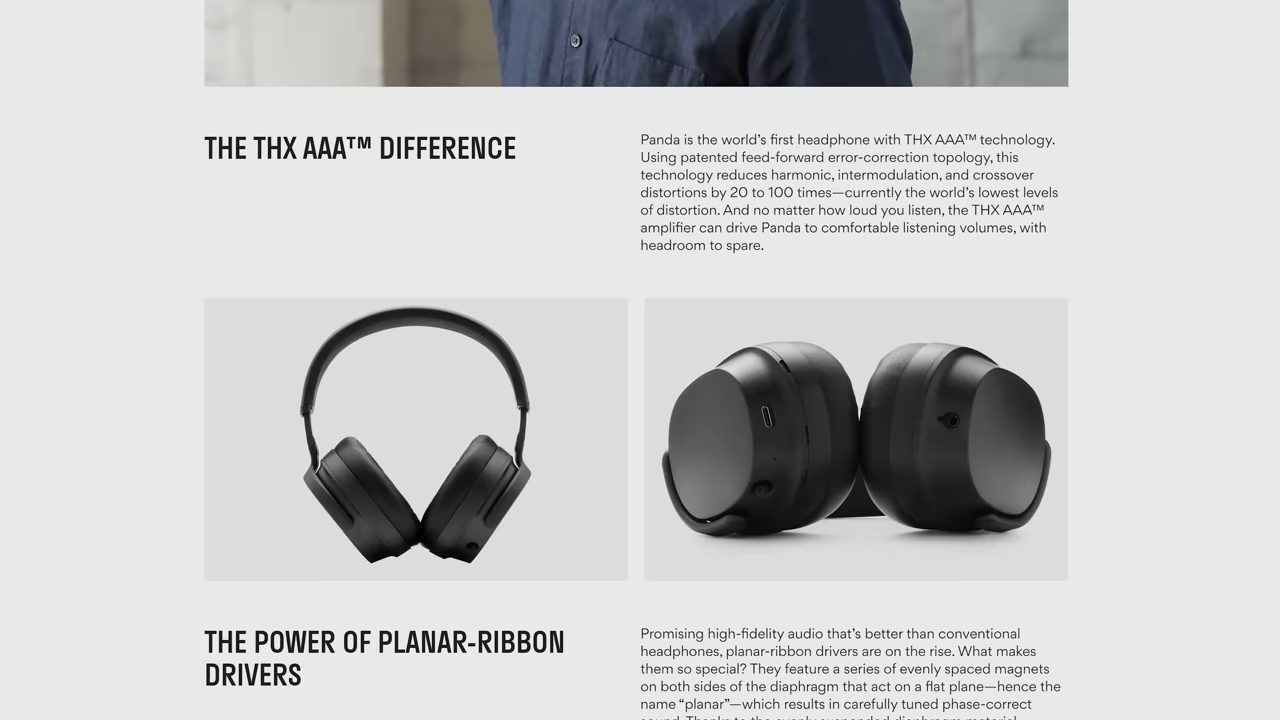 THE THX AAA™ DIFFERENCE
Panda is the world’s first headphone with THX AAA™ technology.
Using patented feed-forward error-correction topology, this
technology reduces harmonic, intermodulation, and crossover
distortions by 20 to 100 times—currently the world’s lowest levels
of distortion. And no matter how loud you listen, the THX AAA™
amplifier can drive Panda to comfortable listening volumes, with
headroom to spare.
THE POWER OF PLANAR-RIBBON
DRIVERS
Promising high-fidelity audio that’s better than conventional
headphones, planar-ribbon drivers are on the rise. What makes
them so special? They feature a series of evenly spaced magnets
on both sides of the diaphragm that act on a flat plane—hence the
name “planar”—which results in carefully tuned phase-correct